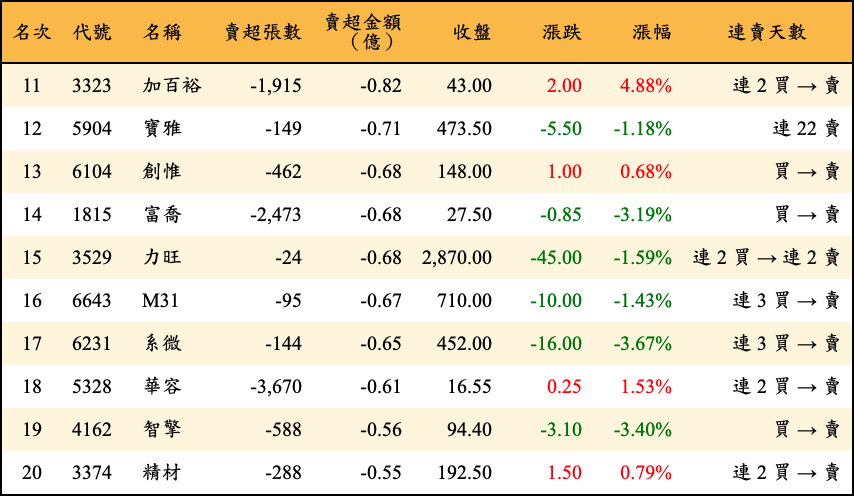 名次 代號 名稱 賣超張數 賣超金額（億） 收盤 漲跌 漲幅 連賣天數
11 3323 加百裕 -1,915 -0.82 43.00 2.00 4.88% 連 2 買 → 賣
12 5904 寶雅 -149 -0.71 473.50 -5.50 -1.18% 連 22 賣
13 6104 創惟 -462 -0.68 148.00 1.00 0.68% 買 → 賣
14 1815 富喬 -2,473 -0.68 27.50 -0.85 -3.19% 買 → 賣
15 3529 力旺 -24 -0.68 2,870.00 -45.00 -1.59% 連 2 買 → 連 2 賣
16 6643 M31 -95 -0.67 710.00 -10.00 -1.43% 連 3 買 → 賣
17 6231 系微 -144 -0.65 452.00 -16.00 -3.67% 連 3 買 → 賣
18 5328 華容 -3,670 -0.61 16.55 0.25 1.53% 連 2 買 → 賣
19 4162 智擎 -588 -0.56 94.40 -3.10 -3.40% 買 → 賣
20 3374 精材 -288 -0.55 192.50 1.50 0.79% 連 2 買 → 賣